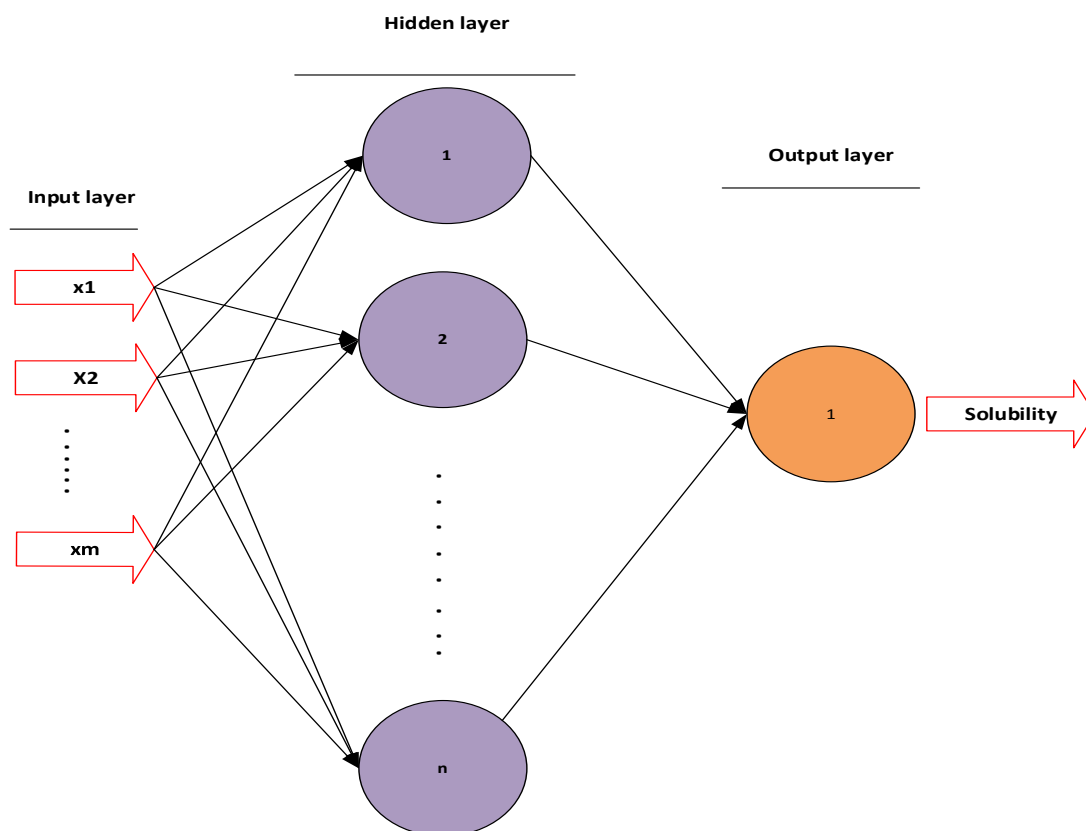 Hidden layer
Output layer
Input layer
x1
X2
xm
1
2
n
1
Solubility